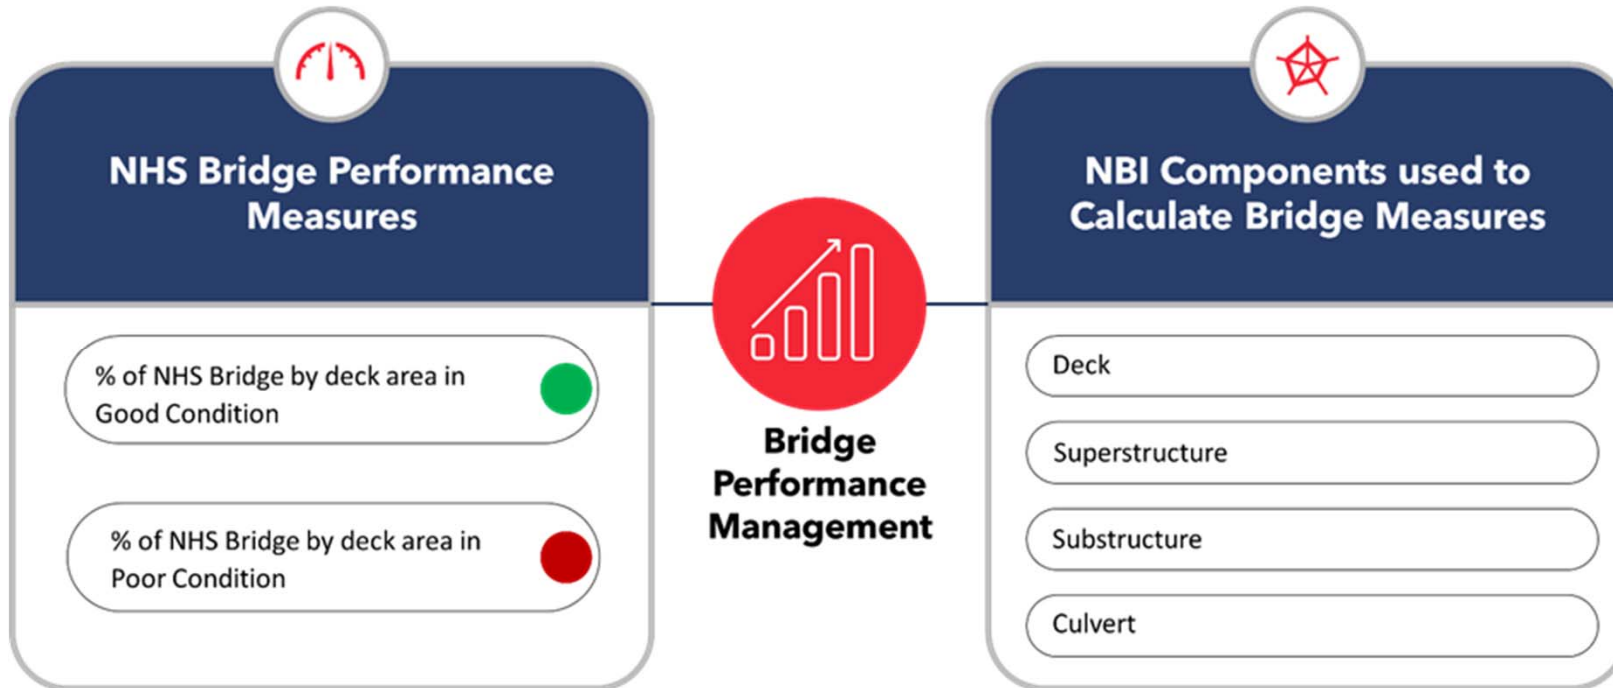 NHS Bridge Performance
Measures
% of NHS Bridge by deck area in
Good Condition
% of NHS Bridge by deck area in
Poor Condition
Bridge
Performance
Management
NBI Components used to
Calculate Bridge Measures
Deck
Superstructure
Substructure
Culvert